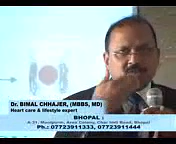 Dr. BIMAL CHHAJER, (MBBS, MD)
Heart care & lifestyle expert
BHOPAL :
Ph.: 07723911333, 07723911444